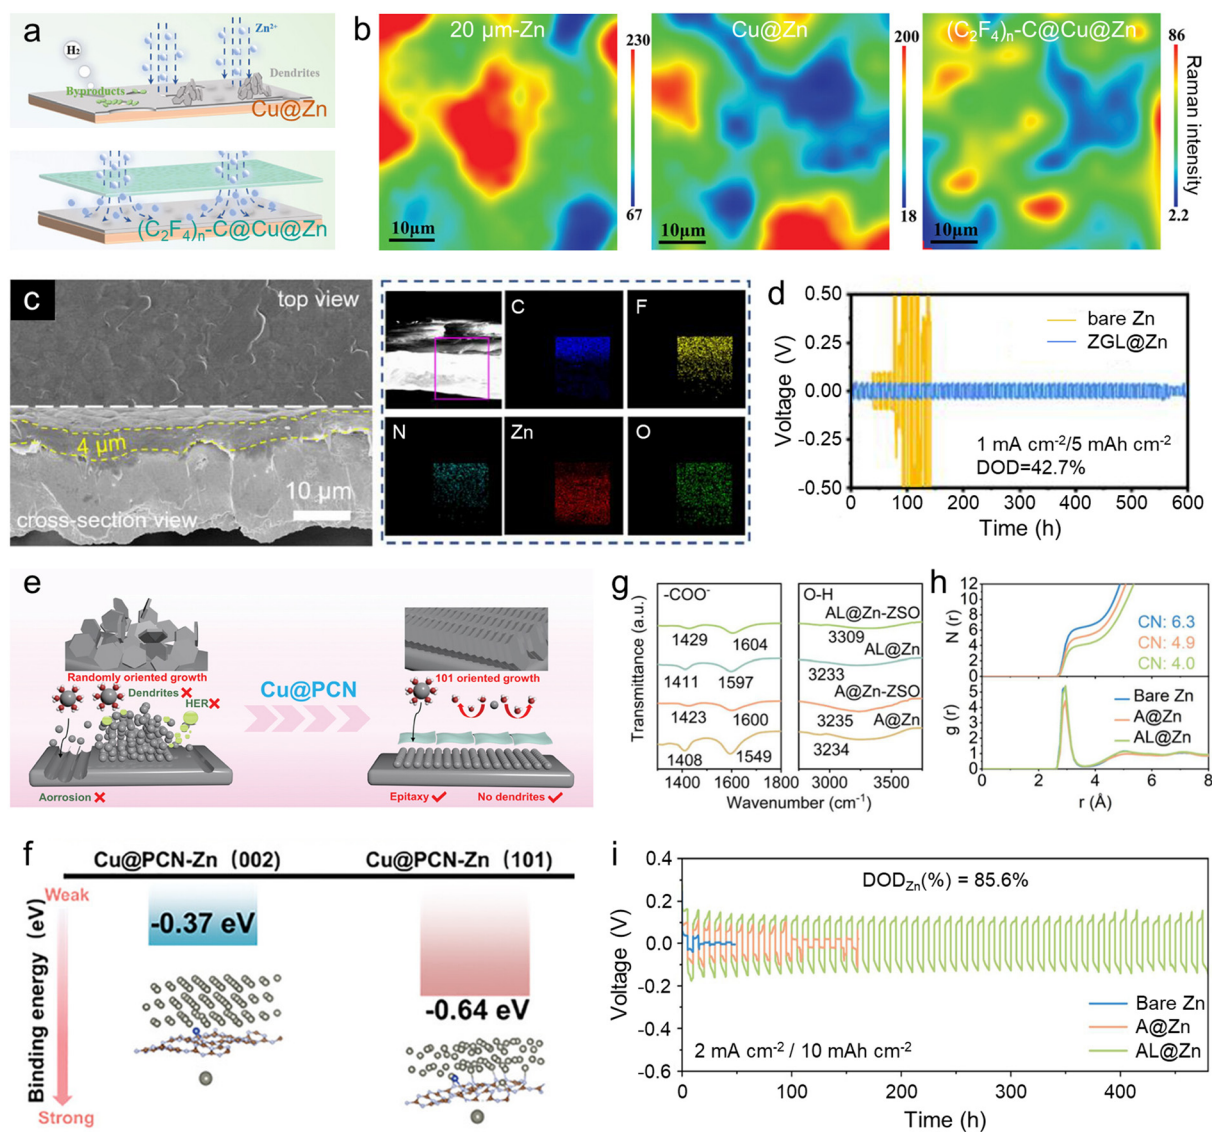 a
H₂
Zn²⁺
Dendrites
Byproducts
Cu@Zn
(C₂F₄)ₙ-C@Cu@Zn
b
20 μm-Zn
10μm
230
67
Cu@Zn
10μm
200
18
(C₂F₄)ₙ-C@Cu@Zn
10μm
86
2.2
Raman intensity
c
top view
4 μm
10 μm
cross-section view
C
F
N
Zn
O
d
bare Zn
ZGL@Zn
1 mA cm⁻²/5 mAh cm⁻²
DOD=42.7%
Voltage (V)
0.50
0.25
0.00
-0.25
-0.50
0 100 200 300 400 500 600
Time (h)
e
Randomly oriented growth
Dendrites
HER
Aorrosion
Cu@PCN
101 oriented growth
Epitaxy
No dendrites
g
Transmittance (a.u.)
-COO⁻
1429 1604
1411 1597
1423 1600
1408 1549
1400 1600 1800
O-H
AL@Zn-ZSO
3309
AL@Zn
3233
A@Zn-ZSO
3235
A@Zn
3234
3000 3500
Wavenumber (cm⁻¹)
h
N (r)
12
8
4
0
CN: 6.3
CN: 4.9
CN: 4.0
g (r)
5
4
3
2
1
0
Bare Zn
A@Zn
AL@Zn
0 2 4 6 8
r (Å)
f
Cu@PCN-Zn (002)
Cu@PCN-Zn (101)
Weak
Binding energy (eV)
Strong
-0.37 eV
-0.64 eV
i
DOD_Zn(%) = 85.6%
Voltage (V)
0.4
0.2
0.0
-0.2
-0.4
-0.6
Bare Zn
A@Zn
AL@Zn
2 mA cm⁻² / 10 mAh cm⁻²
0 100 200 300 400
Time (h)